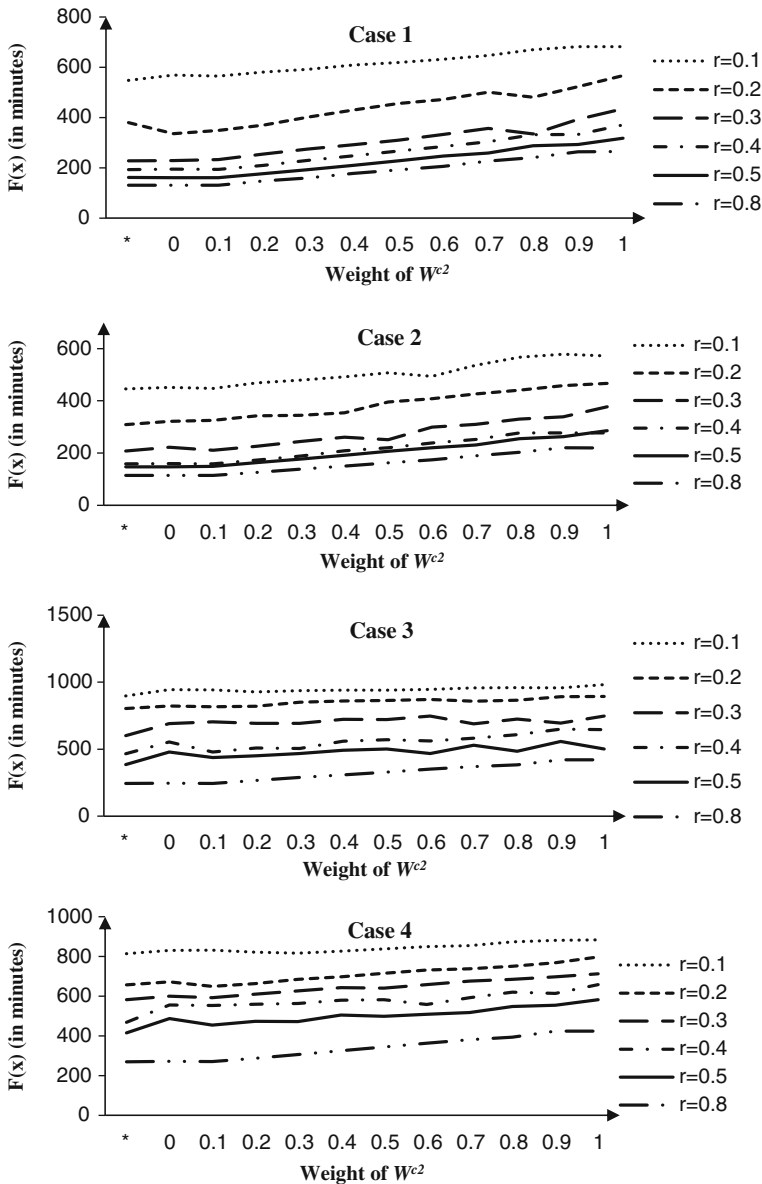 Case 1
F(x) (in minutes)
800
600
400
200
0
* 0 0.1 0.2 0.3 0.4 0.5 0.6 0.7 0.8 0.9 1
Weight of W^c2
r=0.1
r=0.2
r=0.3
r=0.4
r=0.5
r=0.8
Case 2
F(x) (in minutes)
600
400
200
0
* 0 0.1 0.2 0.3 0.4 0.5 0.6 0.7 0.8 0.9 1
Weight of W^c2
r=0.1
r=0.2
r=0.3
r=0.4
r=0.5
r=0.8
Case 3
F(x) (in minutes)
1500
1000
500
0
* 0 0.1 0.2 0.3 0.4 0.5 0.6 0.7 0.8 0.9 1
Weight of W^c2
r=0.1
r=0.2
r=0.3
r=0.4
r=0.5
r=0.8
Case 4
F(x) (in minutes)
1000
800
600
400
200
0
* 0 0.1 0.2 0.3 0.4 0.5 0.6 0.7 0.8 0.9 1
Weight of W^c2
r=0.1
r=0.2
r=0.3
r=0.4
r=0.5
r=0.8